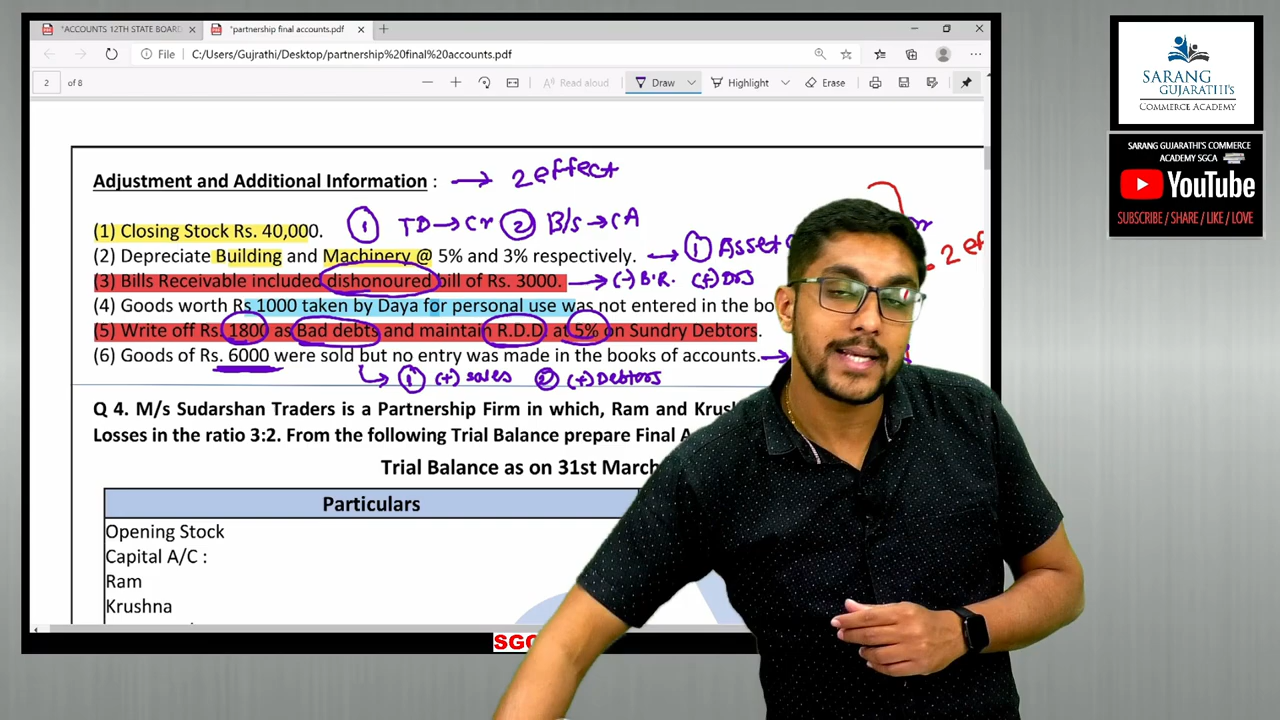 "ACCOUNTS 12TH STATE BOARD
"partnership final accounts.pdf
File C:/Users/Gujrathi/Desktop/partnership%20final%20accounts.pdf
2 of 8
Read aloud Draw Highlight Erase
SARANG
GUJARATHI'S
COMMERCE ACADEMY
SARANG GUJARATHI'S COMMERCE
ACADEMY SGCA
YouTube
SUBSCRIBE / SHARE / LIKE / LOVE
Adjustment and Additional Information : → 2 effect
(1) Closing Stock Rs. 40,000. ① TD → Cr ② B/S → CA
(2) Depreciate Building and Machinery @ 5% and 3% respectively. → ① Asset
2 ef
(3) Bills Receivable included dishonoured bill of Rs. 3000. → (-) B.R. (+) Drs
(4) Goods worth Rs 1000 taken by Daya for personal use was not entered in the bo
(5) Write off Rs. 1800 as Bad debts and maintain R.D.D at 5% on Sundry Debtors.
(6) Goods of Rs. 6000 were sold but no entry was made in the books of accounts. →
① (+) sales ② (+) Debtors
Q 4. M/s Sudarshan Traders is a Partnership Firm in which, Ram and Krush
Losses in the ratio 3:2. From the following Trial Balance prepare Final A
Trial Balance as on 31st March
Particulars
Opening Stock
Capital A/C :
Ram
Krushna
SGC